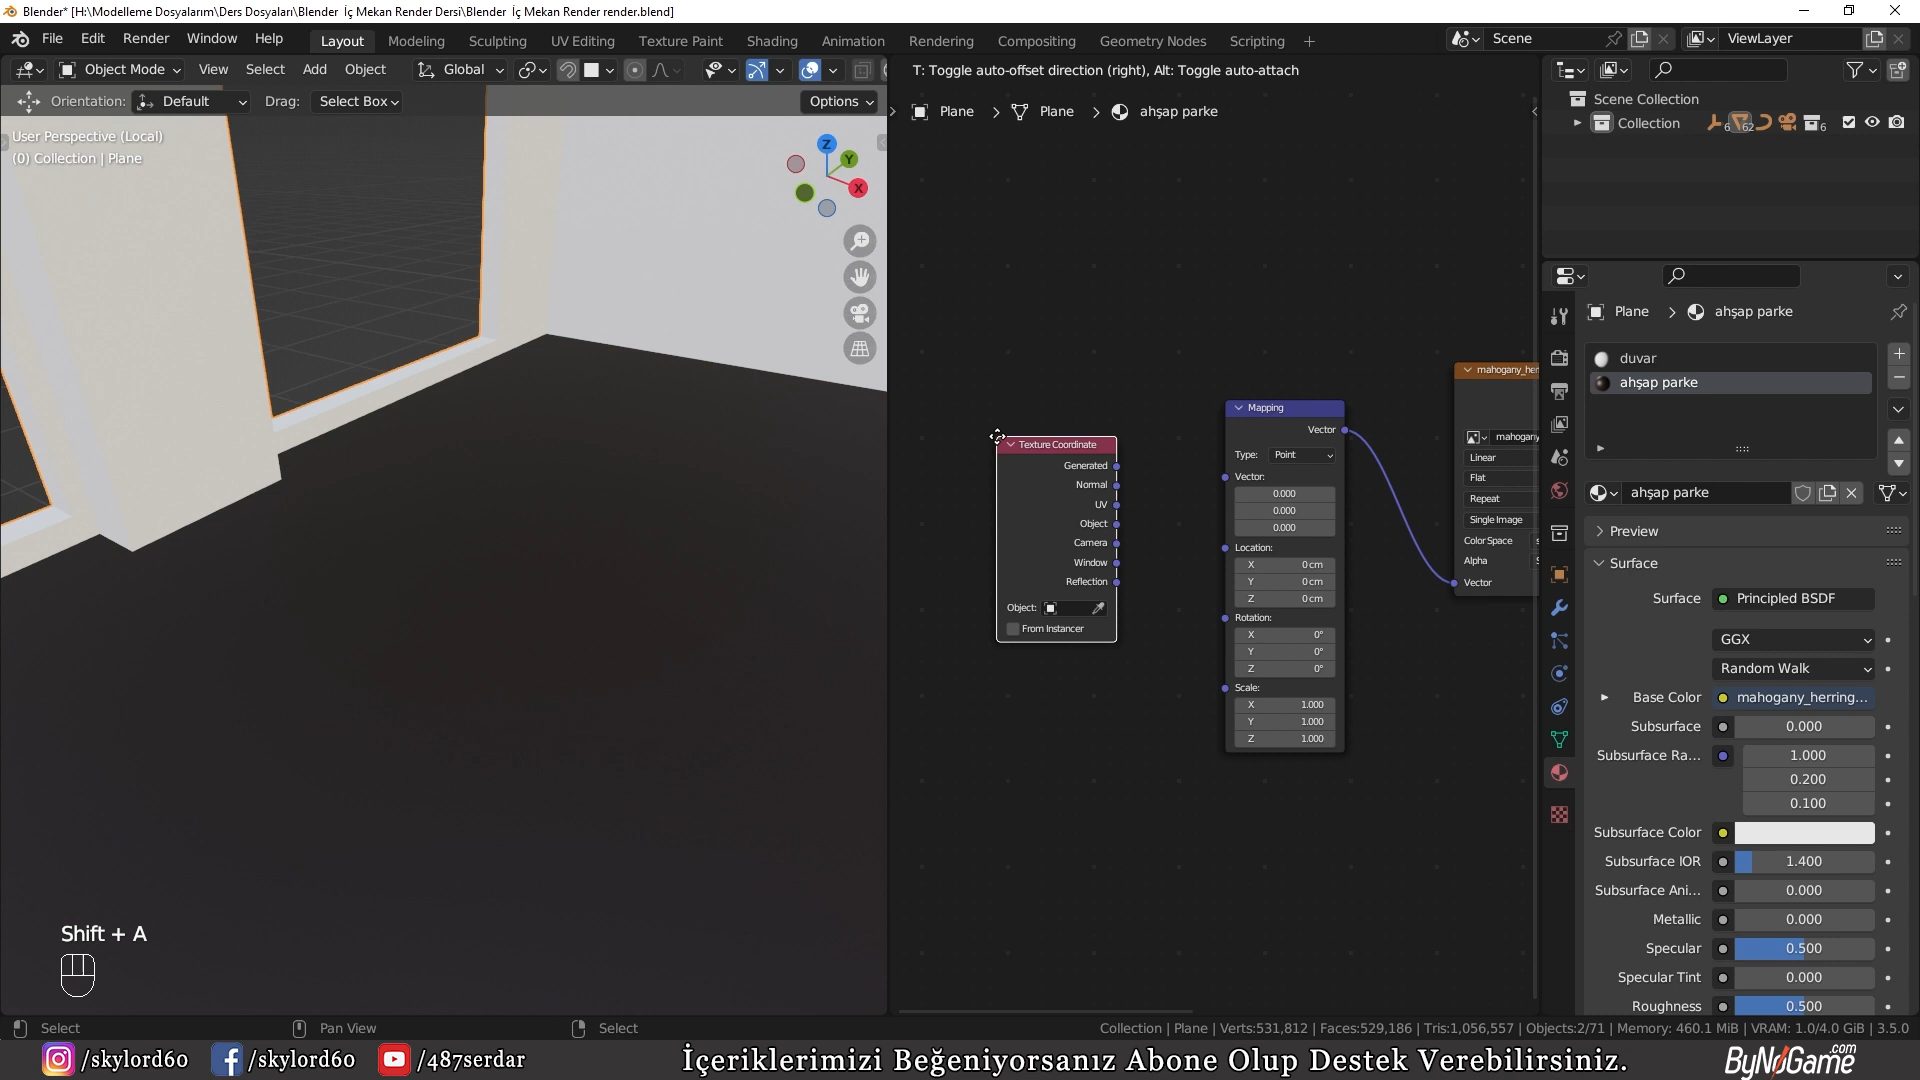 Blender* [H:\Modelleme Dosyalarım\Ders Dosyaları\Blender İç Mekan Render Dersi\Blender İç Mekan Render render.blend]
File Edit Render Window Help
Layout Modeling Sculpting UV Editing Texture Paint Shading Animation Rendering Compositing Geometry Nodes Scripting +
Scene ViewLayer
Object Mode View Select Add Object Global
T: Toggle auto-offset direction (right), Alt: Toggle auto-attach
Orientation: Default Drag: Select Box Options
Plane > Plane > ahşap parke
User Perspective (Local)
(0) Collection | Plane
Z
Y
X
Scene Collection
Collection 6 62 6
Plane > ahşap parke
duvar
ahşap parke
ahşap parke
Preview
Surface
Surface Principled BSDF
GGX
Random Walk
Base Color mahogany_herring...
Subsurface 0.000
Subsurface Ra... 1.000
0.200
0.100
Subsurface Color
Subsurface IOR 1.400
Subsurface Ani... 0.000
Metallic 0.000
Specular 0.500
Specular Tint 0.000
Roughness 0.500
Texture Coordinate
Generated
Normal
UV
Object
Camera
Window
Reflection
Object:
From Instancer
Mapping
Vector
Type: Point
Vector:
0.000
0.000
0.000
Location:
X 0 cm
Y 0 cm
Z 0 cm
Rotation:
X 0°
Y 0°
Z 0°
Scale:
X 1.000
Y 1.000
Z 1.000
mahogany_her
mahogany
Linear
Flat
Repeat
Single Image
Color Space s
Alpha S
Vector
Shift + A
Select Pan View Select
Collection | Plane | Verts:531,812 | Faces:529,186 | Tris:1,056,557 | Objects:2/71 | Memory: 460.1 MiB | VRAM: 1.0/4.0 GiB | 3.5.0
/skylord60 /skylord60 /487serdar İçeriklerimizi Beğeniyorsanız Abone Olup Destek Verebilirsiniz. ByNoGame.com